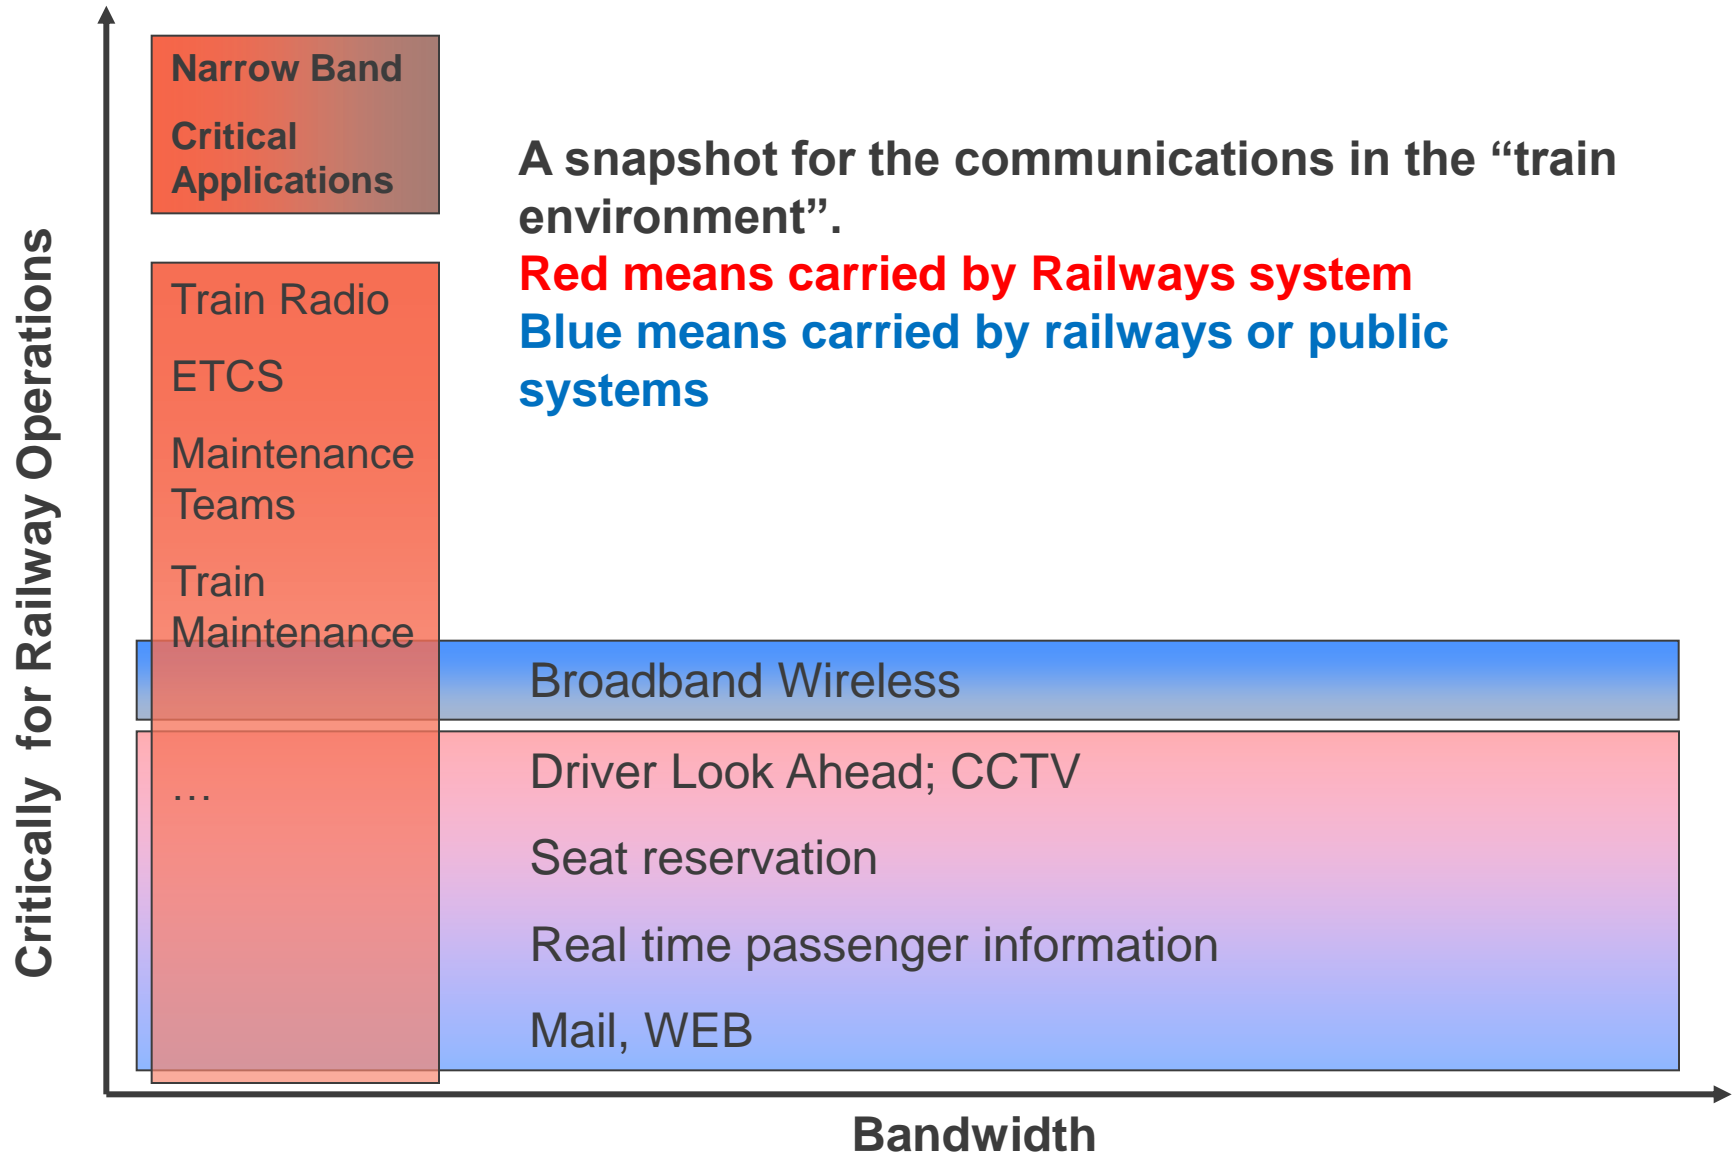 Critically for Railway Operations
Narrow Band
Critical
Applications
A snapshot for the communications in the “train
environment”.
Red means carried by Railways system
Blue means carried by railways or public
systems
Train Radio
ETCS
Maintenance
Teams
Train
Maintenance
…
Broadband Wireless
Driver Look Ahead; CCTV
Seat reservation
Real time passenger information
Mail, WEB
Bandwidth